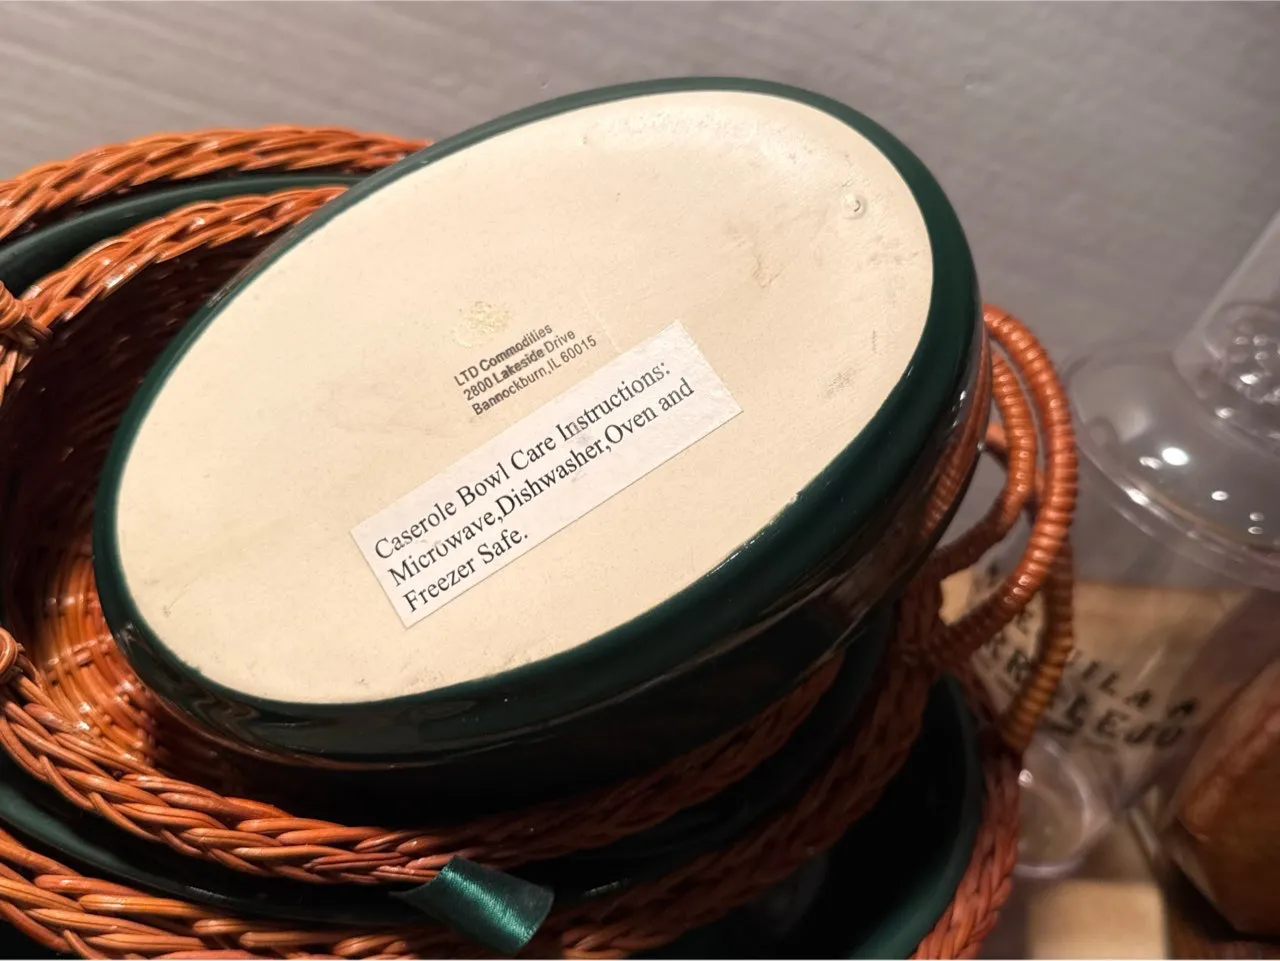 LTD Commodities
2800 Lakeside Drive
Bannockburn,IL 60015
Caserole Bowl Care Instructions:
Microwave,Dishwasher,Oven and
Freezer Safe.